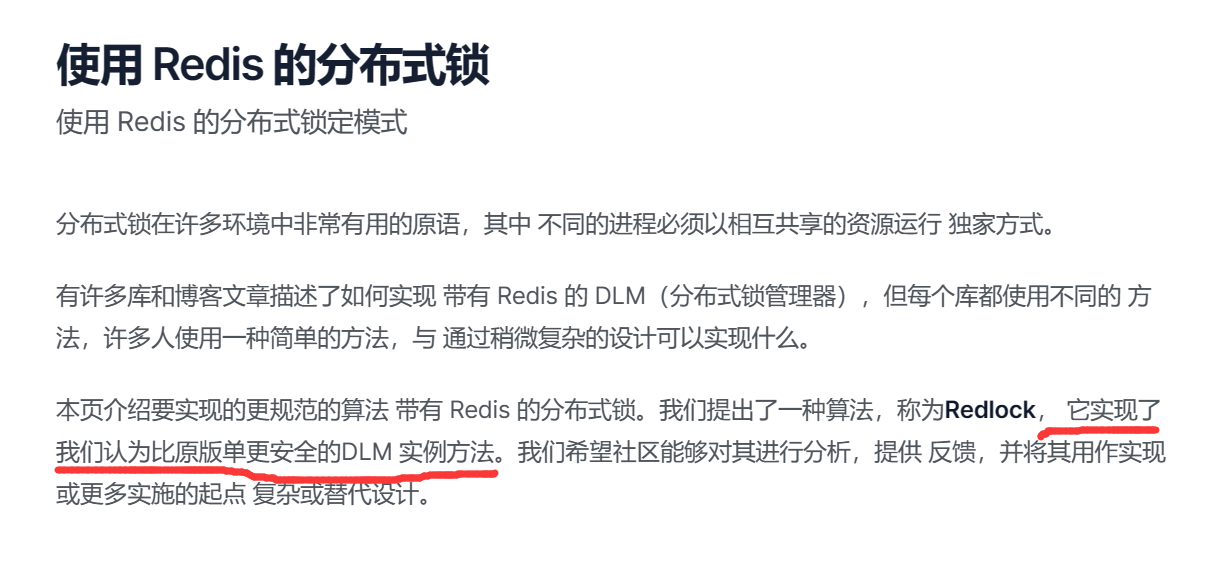 使用 Redis 的分布式锁
使用 Redis 的分布式锁定模式
分布式锁在许多环境中非常有用的原语，其中 不同的进程必须以相互共享的资源运行 独家方式。
有许多库和博客文章描述了如何实现 带有 Redis 的 DLM（分布式锁管理器），但每个库都使用不同的 方
法，许多人使用一种简单的方法，与 通过稍微复杂的设计可以实现什么。
本页介绍要实现的更规范的算法 带有 Redis 的分布式锁。我们提出了一种算法，称为Redlock， 它实现了
我们认为比原版单更安全的DLM 实例方法。我们希望社区能够对其进行分析，提供 反馈，并将其用作实现
或更多实施的起点 复杂或替代设计。